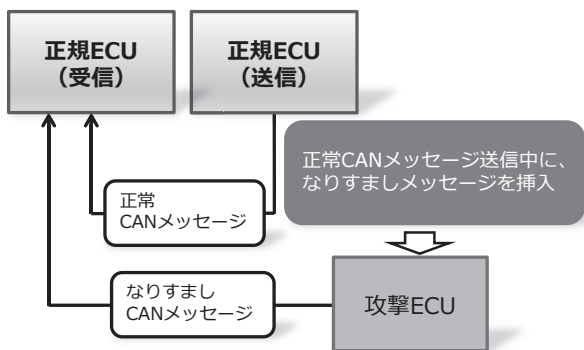 正規ECU
（受信）
正規ECU
（送信）
正常CANメッセージ送信中に、
なりすましメッセージを挿入
正常
CANメッセージ
なりすまし
CANメッセージ
攻撃ECU